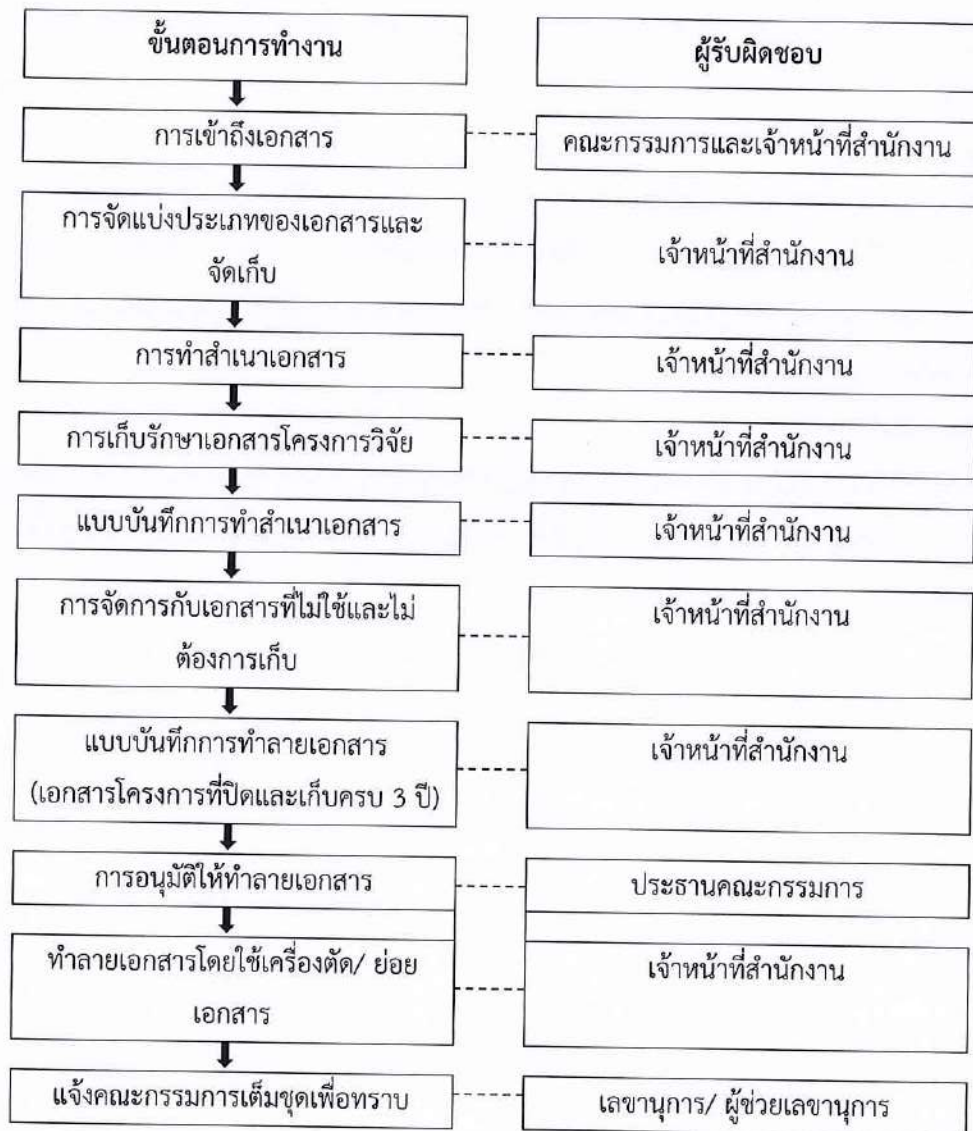 ขั้นตอนการทำงาน
ผู้รับผิดชอบ
การเข้าถึงเอกสาร
คณะกรรมการและเจ้าหน้าที่สำนักงาน
การจัดแบ่งประเภทของเอกสารและ
จัดเก็บ
เจ้าหน้าที่สำนักงาน
การทำสำเนาเอกสาร
เจ้าหน้าที่สำนักงาน
การเก็บรักษาเอกสารโครงการวิจัย
เจ้าหน้าที่สำนักงาน
แบบบันทึกการทำสำเนาเอกสาร
เจ้าหน้าที่สำนักงาน
การจัดการกับเอกสารที่ไม่ใช้และไม่
ต้องการเก็บ
เจ้าหน้าที่สำนักงาน
แบบบันทึกการทำลายเอกสาร
(เอกสารโครงการที่ปิดและเก็บครบ 3 ปี)
เจ้าหน้าที่สำนักงาน
การอนุมัติให้ทำลายเอกสาร
ประธานคณะกรรมการ
ทำลายเอกสารโดยใช้เครื่องตัด/ ย่อย
เอกสาร
เจ้าหน้าที่สำนักงาน
แจ้งคณะกรรมการเต็มชุดเพื่อทราบ
เลขานุการ/ ผู้ช่วยเลขานุการ